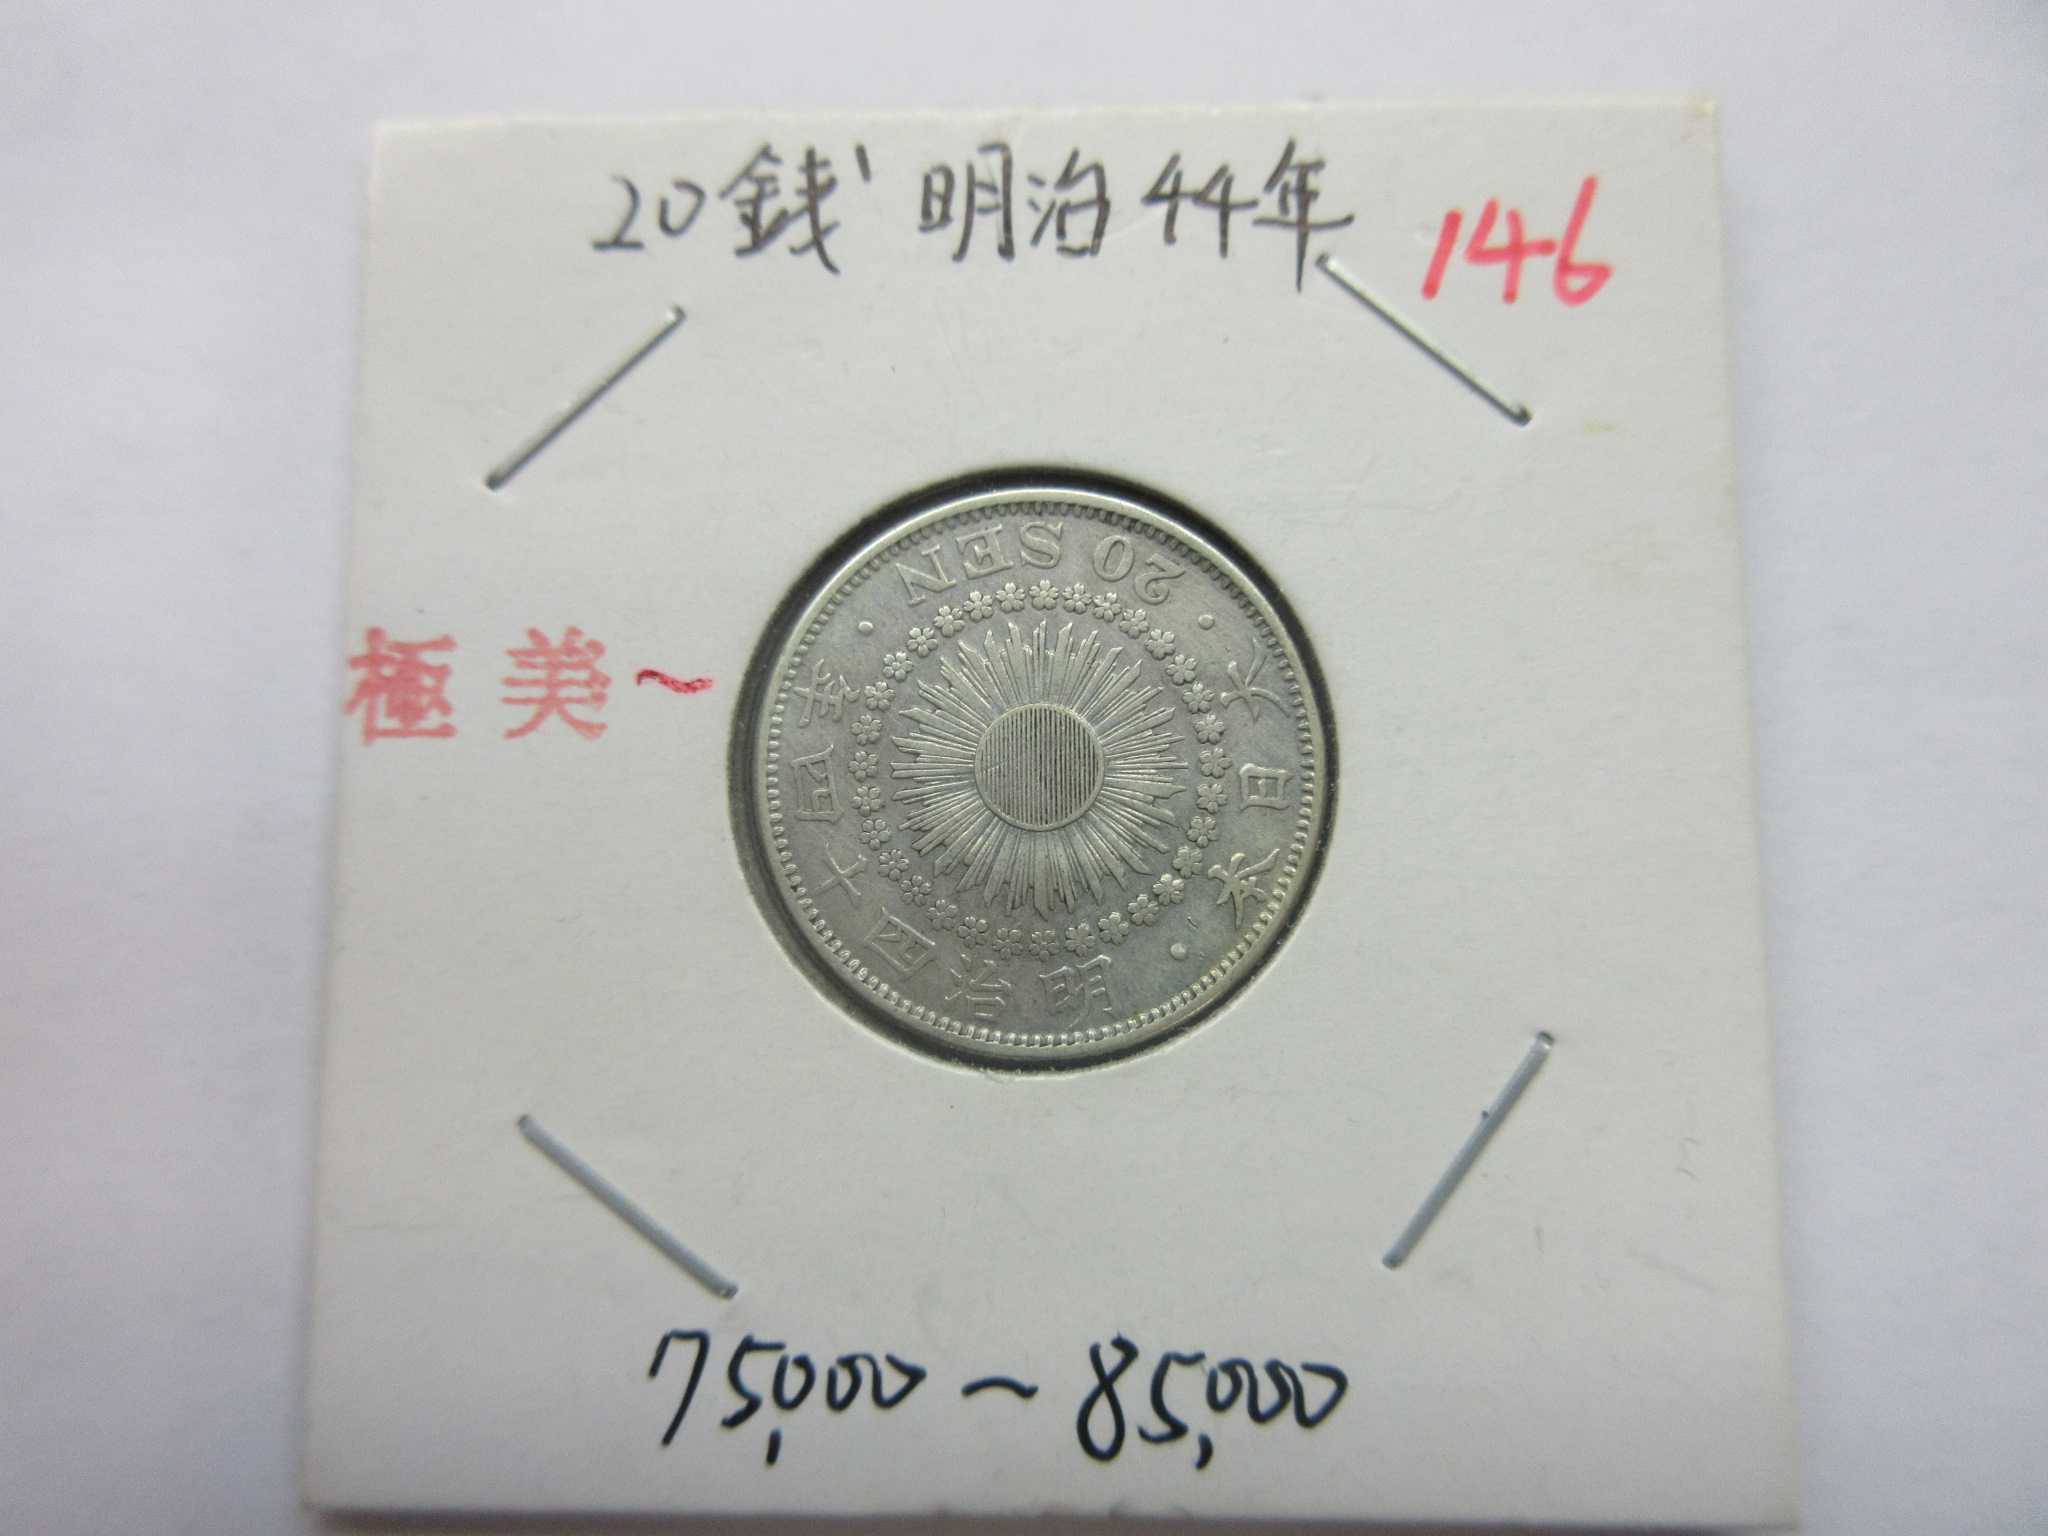 20銭 明治44年 146
極美~
20 SEN
大日本
明治四十四年
75,000~85,000